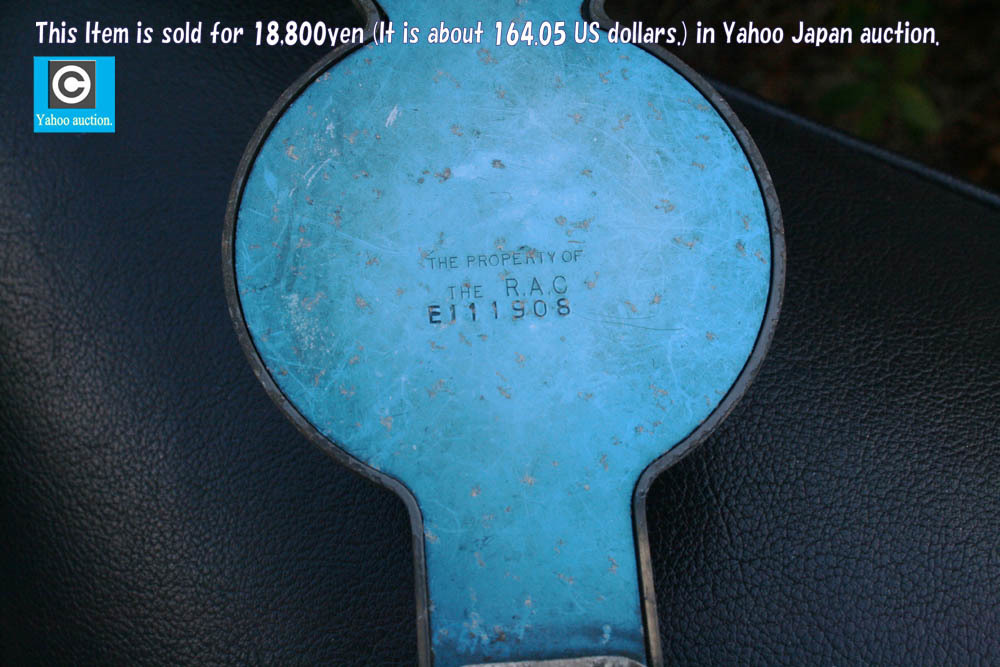 This Item is sold for 18.800yen (It is about 164.05 US dollars.) in Yahoo Japan auction.
C
Yahoo auction.
THE PROPERTY OF
THE R.A.C
E111908